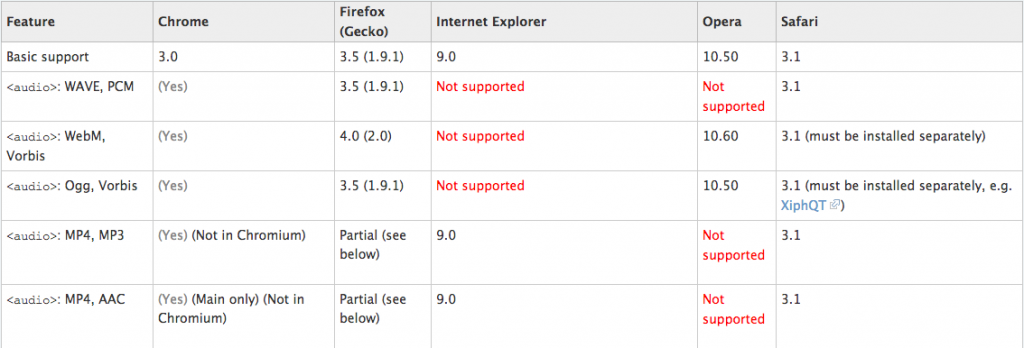 Feature Chrome Firefox (Gecko) Internet Explorer Opera Safari
Basic support 3.0 3.5 (1.9.1) 9.0 10.50 3.1
<audio>: WAVE, PCM (Yes) 3.5 (1.9.1) Not supported Not supported 3.1
<audio>: WebM, Vorbis (Yes) 4.0 (2.0) Not supported 10.60 3.1 (must be installed separately)
<audio>: Ogg, Vorbis (Yes) 3.5 (1.9.1) Not supported 10.50 3.1 (must be installed separately, e.g. XiphQT)
<audio>: MP4, MP3 (Yes) (Not in Chromium) Partial (see below) 9.0 Not supported 3.1
<audio>: MP4, AAC (Yes) (Main only) (Not in Chromium) Partial (see below) 9.0 Not supported 3.1